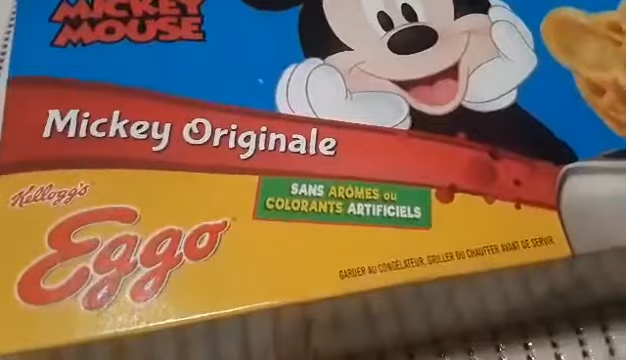 MICKEY
MOUSE
Mickey Originale
Kellogg's
Eggo
SANS ARÔMES OU
COLORANTS ARTIFICIELS
GARDER AU CONGÉLATEUR. GRILLER OU CHAUFFER AVANT DE SERVIR.